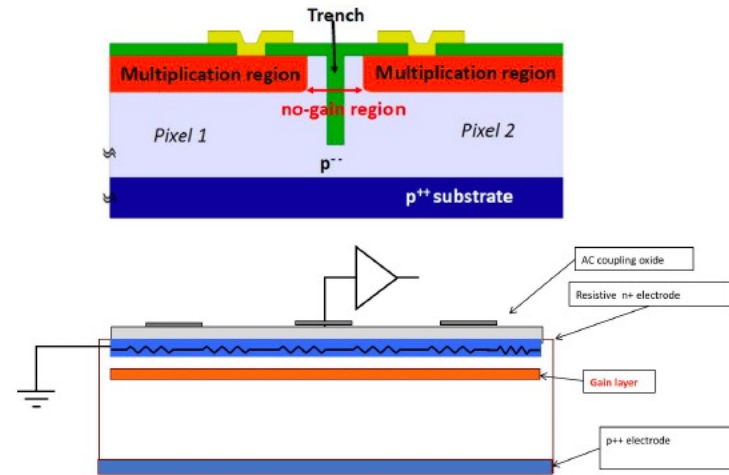 Trench
Multiplication region
Multiplication region
no-gain region
Pixel 1
Pixel 2
p--
p++ substrate
AC coupling oxide
Resistive n+ electrode
Gain layer
p++ electrode